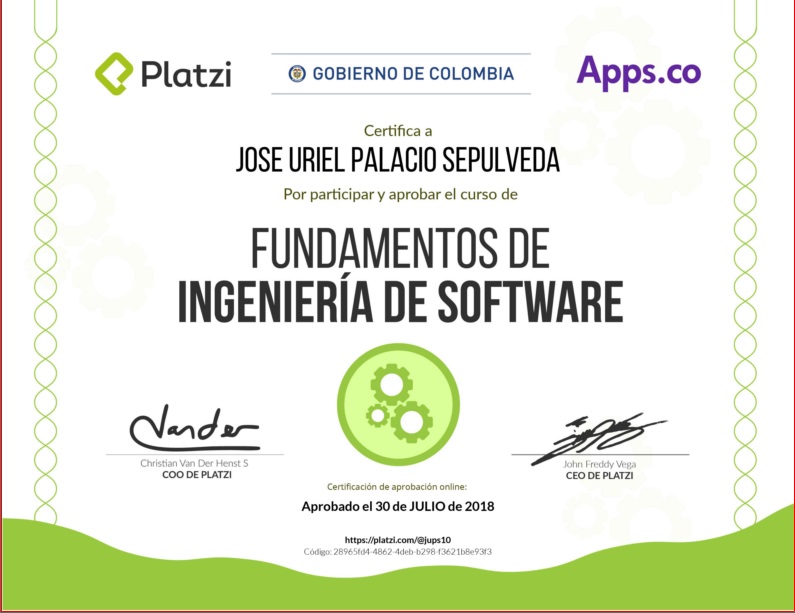 Platzi
GOBIERNO DE COLOMBIA
Apps.co
Certifica a
JOSE URIEL PALACIO SEPULVEDA
Por participar y aprobar el curso de
FUNDAMENTOS DE
INGENIERÍA DE SOFTWARE
Vander
Christian Van Der Henst S
COO DE PLATZI
John Freddy Vega
CEO DE PLATZI
Certificación de aprobación online:
Aprobado el 30 de JULIO de 2018
https://platzi.com/@jups10
Código: 28965fd4-4862-4deb-b298-f3621b8e93f3